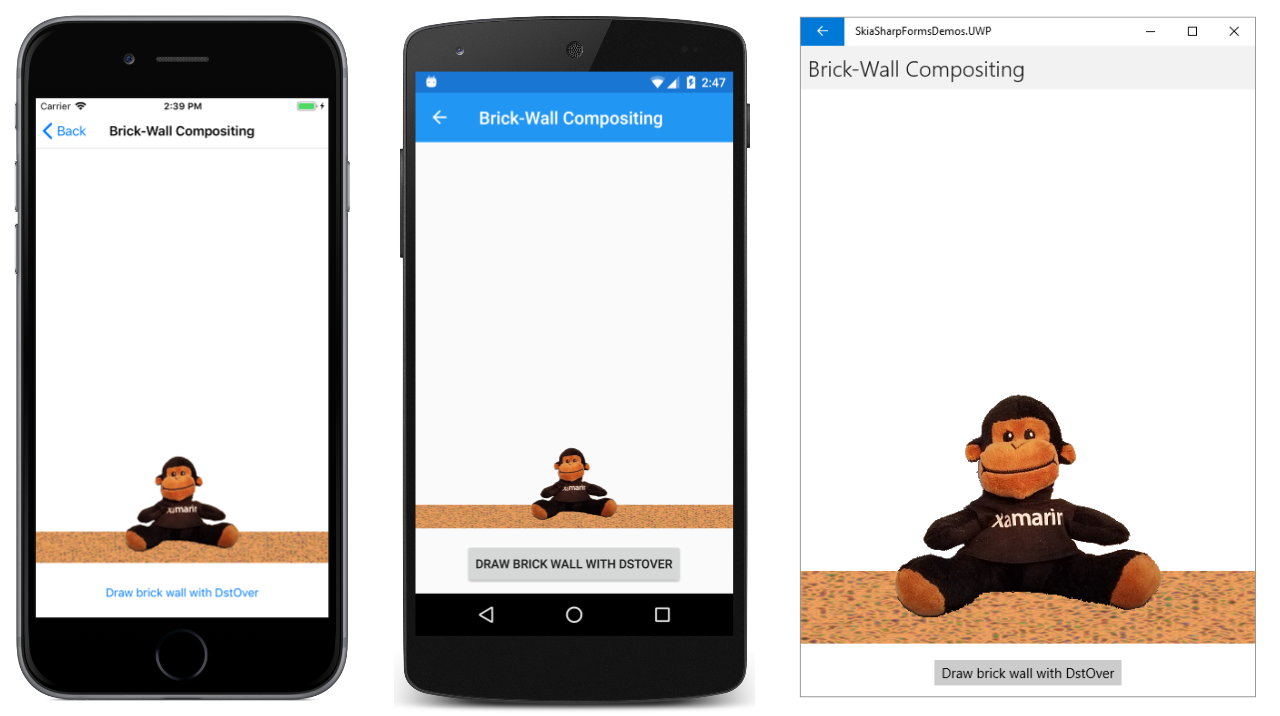 Carrier 2:39 PM
Back Brick-Wall Compositing
Xamarin
Draw brick wall with DstOver
2:47
Brick-Wall Compositing
Xamarin
DRAW BRICK WALL WITH DSTOVER
SkiaSharpFormsDemos.UWP
Brick-Wall Compositing
Xamarin
Draw brick wall with DstOver